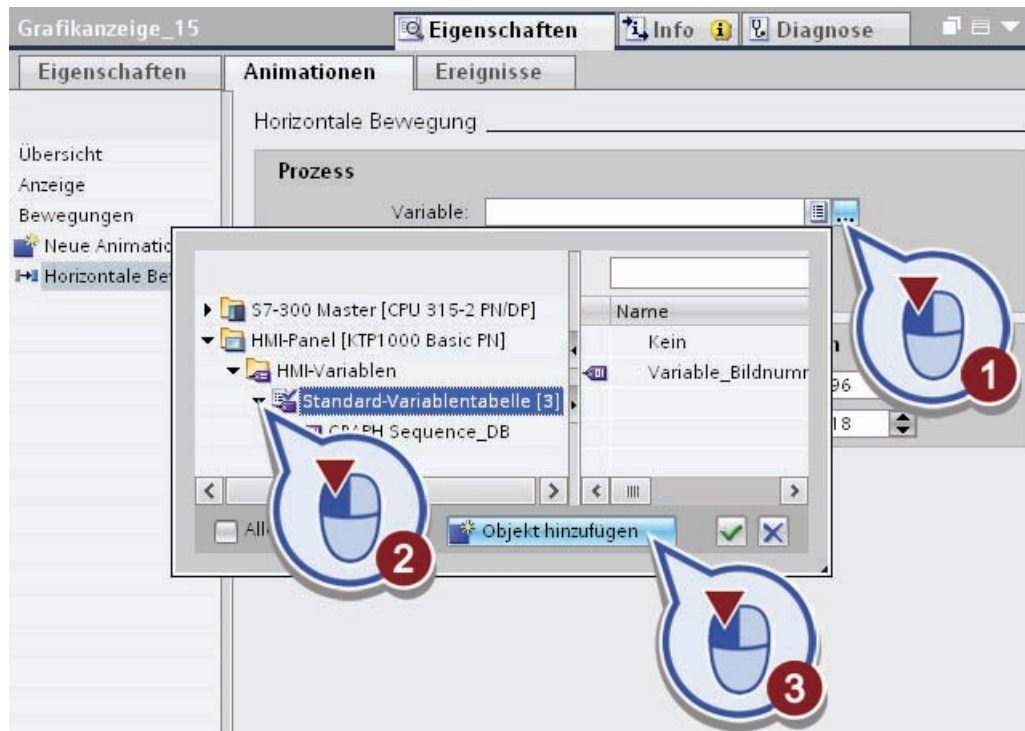 Grafikanzeige_15
Eigenschaften
Info
Diagnose
Eigenschaften
Animationen
Ereignisse
Horizontale Bewegung
Übersicht
Anzeige
Bewegungen
Neue Animatio
Horizontale Be
Prozess
Variable:
...
S7-300 Master [CPU 315-2 PN/DP]
HMI-Panel [KTP1000 Basic PN]
HMI-Variablen
Standard-Variablentabelle [3]
Sequence_DB
Name
Kein
Variable_Bildnumr
n
96
18
All
Objekt hinzufügen
1
2
3